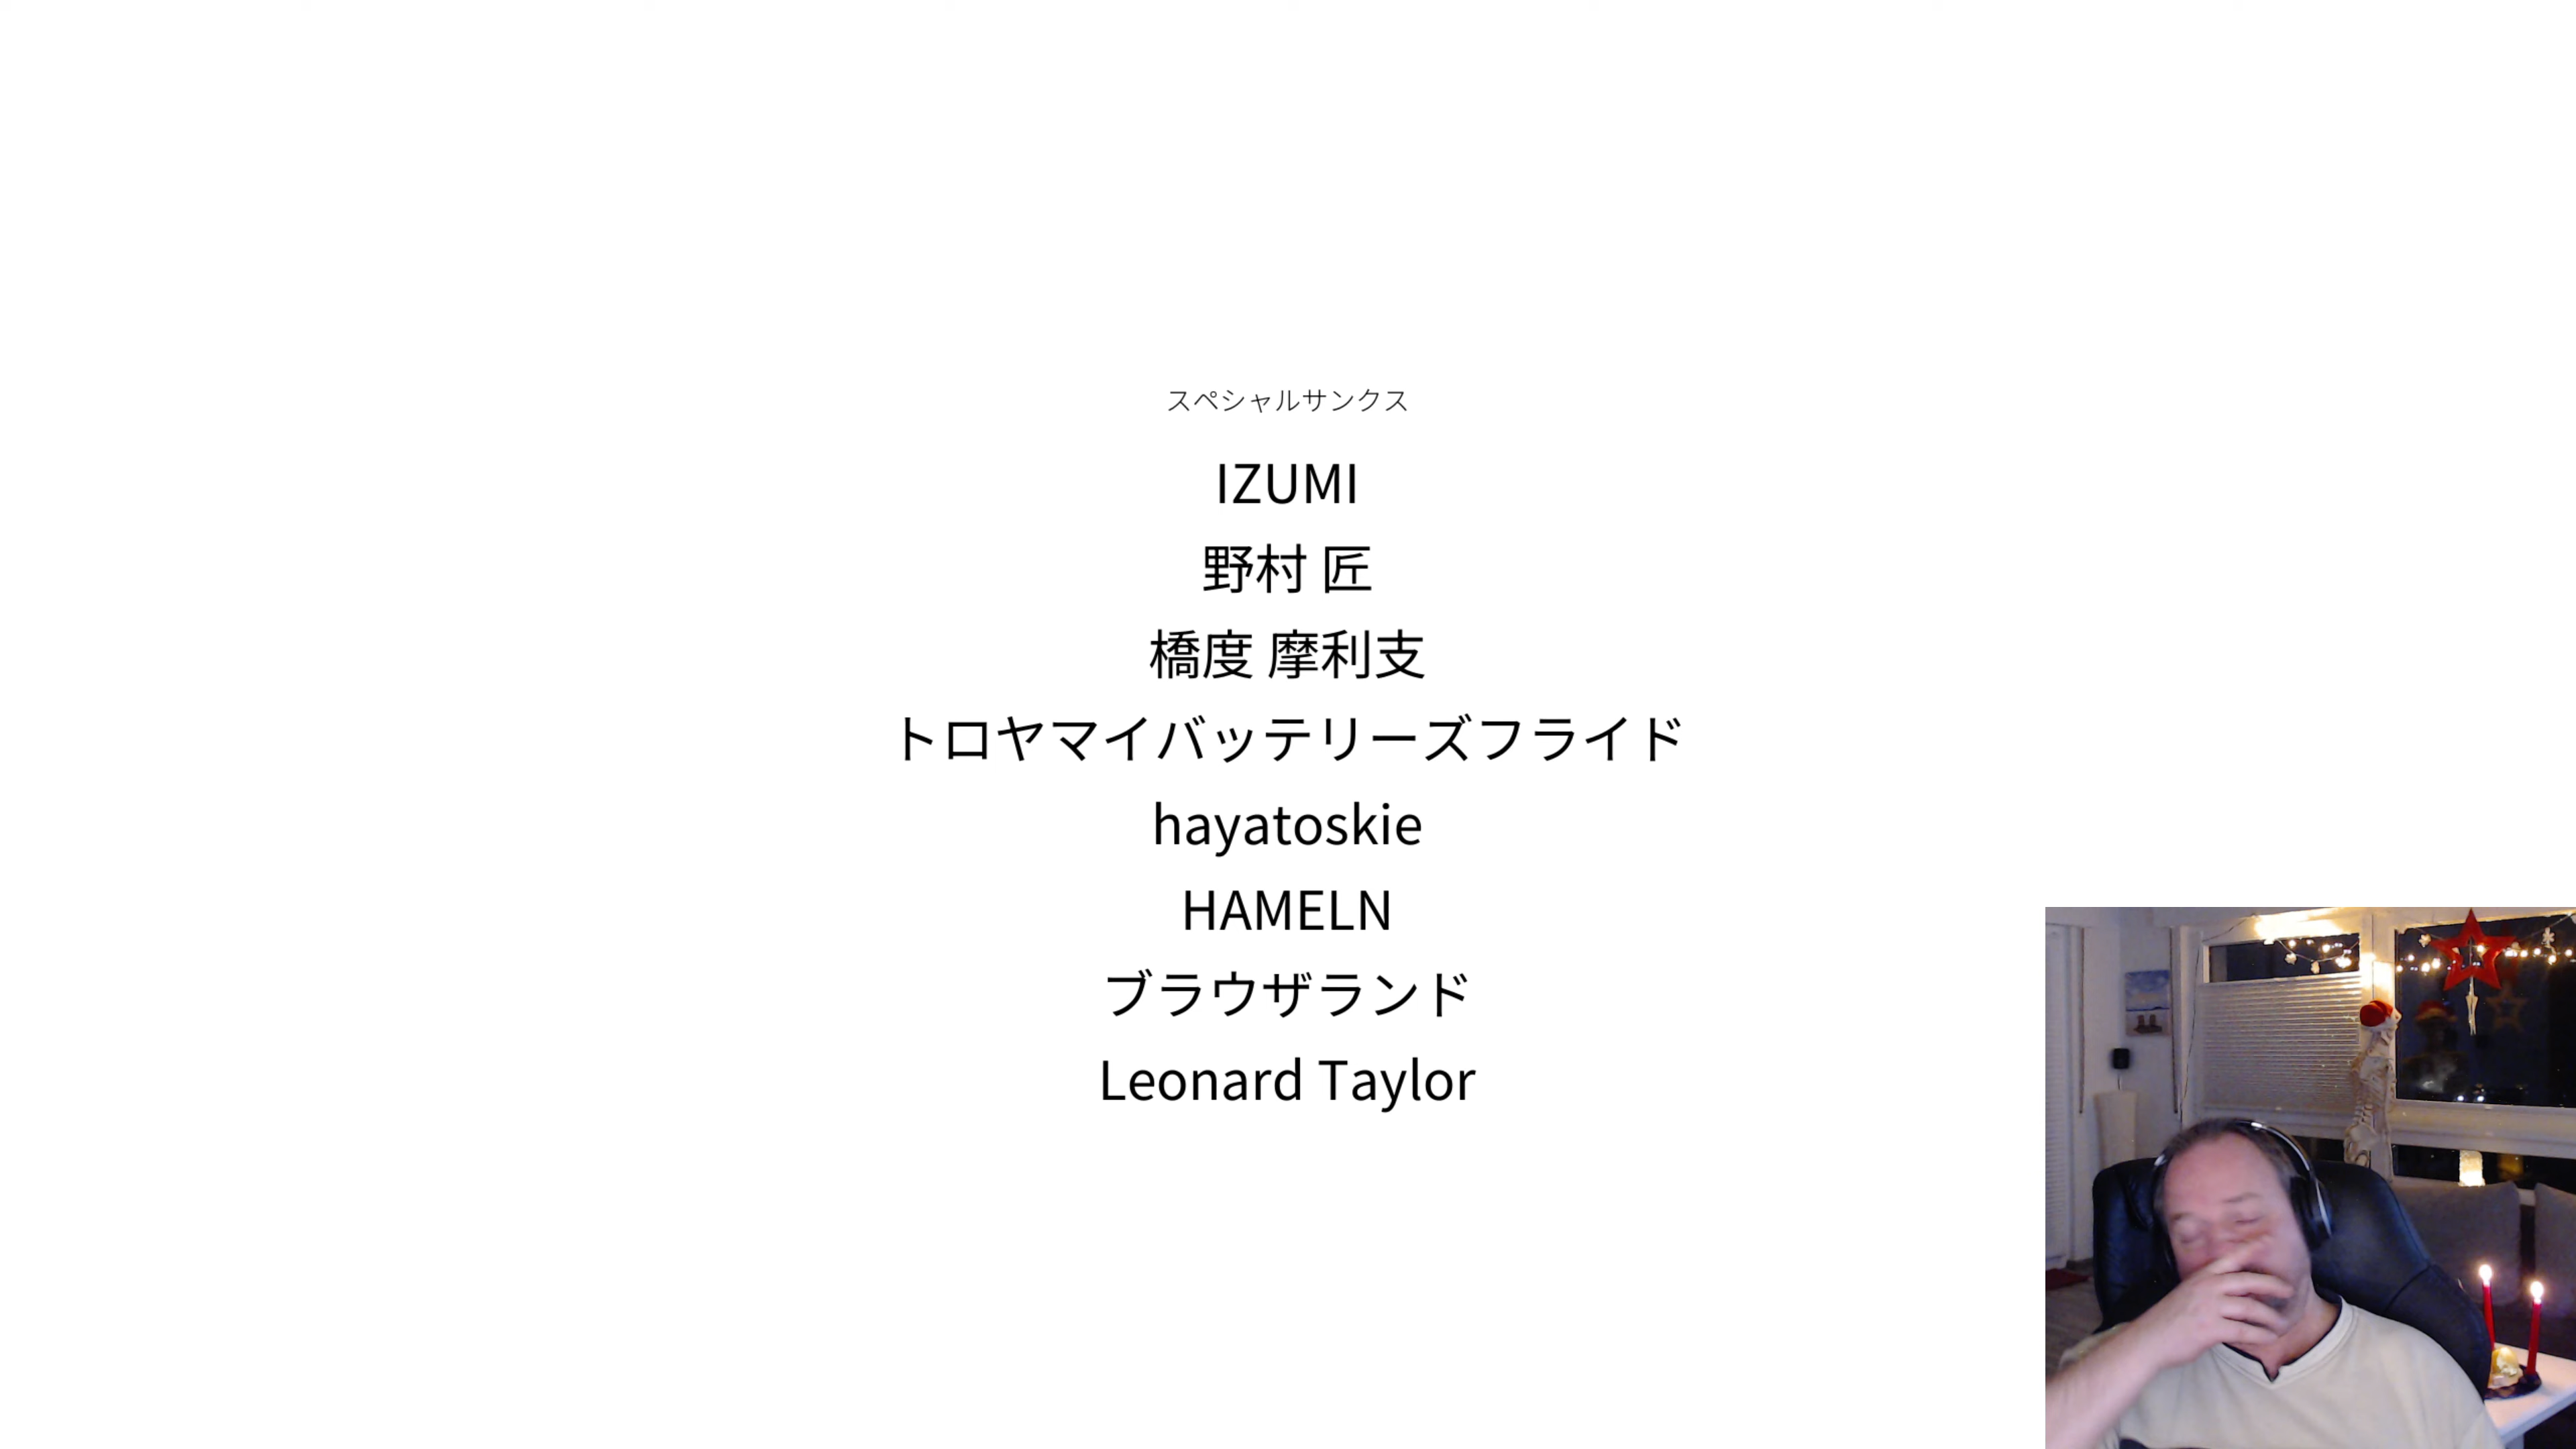 スペシャルサンクス
IZUMI
野村 匠
橋度 摩利支
トロヤマイバッテリーズフライド
hayatoskie
HAMELN
ブラウザランド
Leonard Taylor